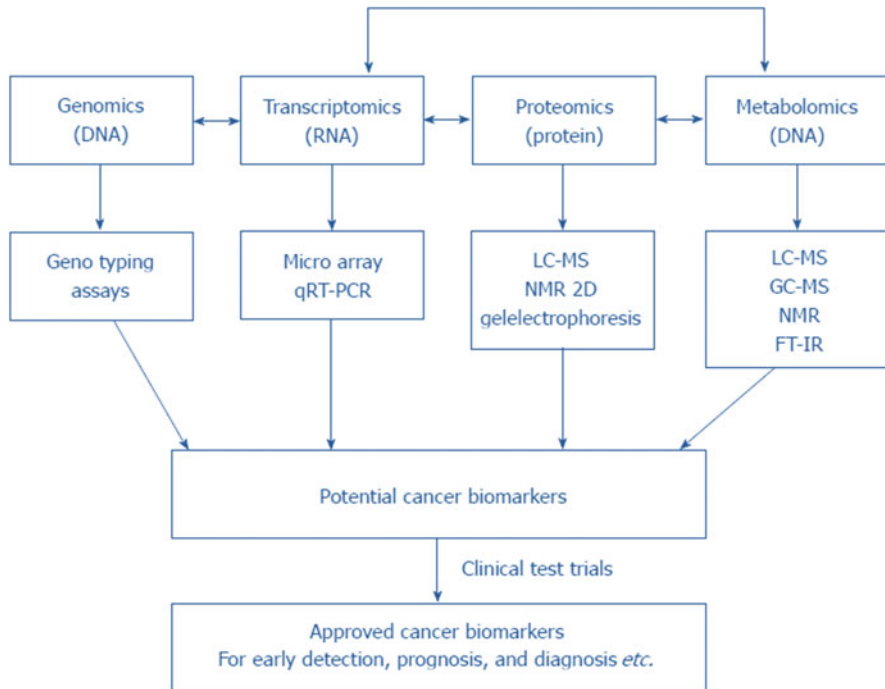 Genomics
(DNA)
Transcriptomics
(RNA)
Proteomics
(protein)
Metabolomics
(DNA)
Geno typing
assays
Micro array
qRT-PCR
LC-MS
NMR 2D
gelelectrophoresis
LC-MS
GC-MS
NMR
FT-IR
Potential cancer biomarkers
Clinical test trials
Approved cancer biomarkers
For early detection, prognosis, and diagnosis etc.